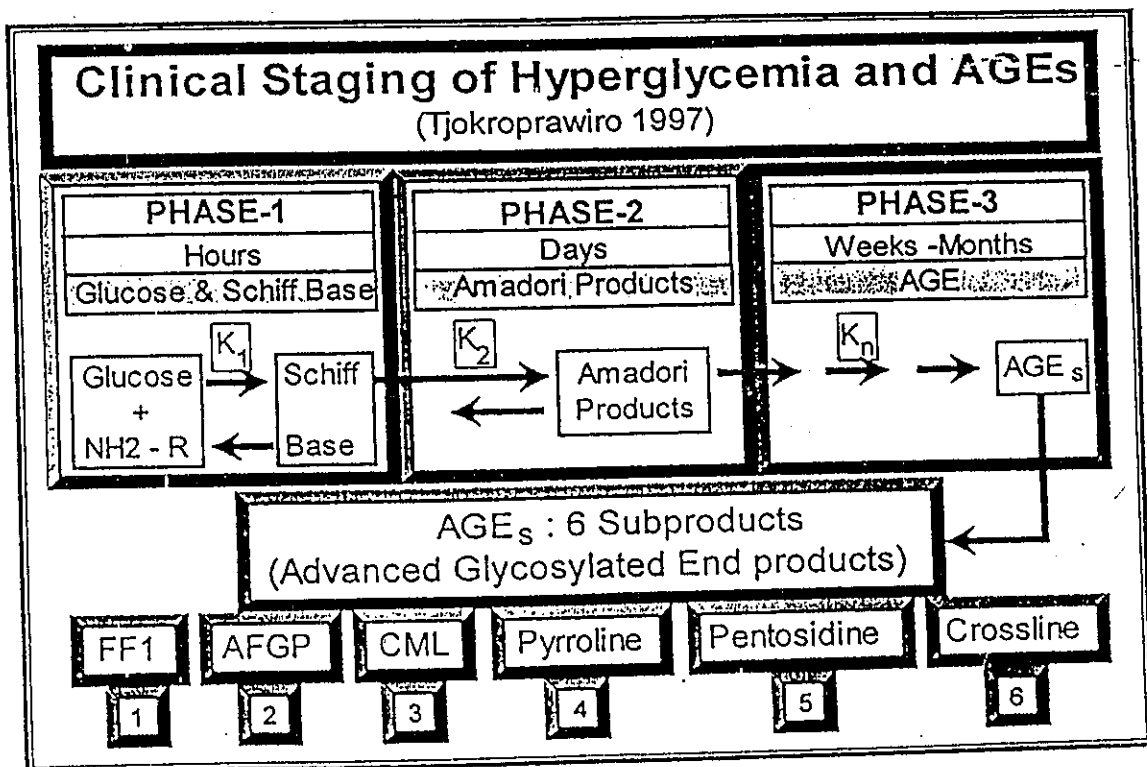 Clinical Staging of Hyperglycemia and AGEs
(Tjokroprawiro 1997)
PHASE-1
Hours
Glucose & Schiff Base
PHASE-2
Days
Amadori Products
PHASE-3
Weeks -Months
AGE
K1
Glucose
+
NH2 - R
Schiff
Base
K2
Amadori
Products
Kn
AGE s
AGEs : 6 Subproducts
(Advanced Glycosylated End products)
FF1
AFGP
CML
Pyrroline
Pentosidine
Crossline
1
2
3
4
5
6